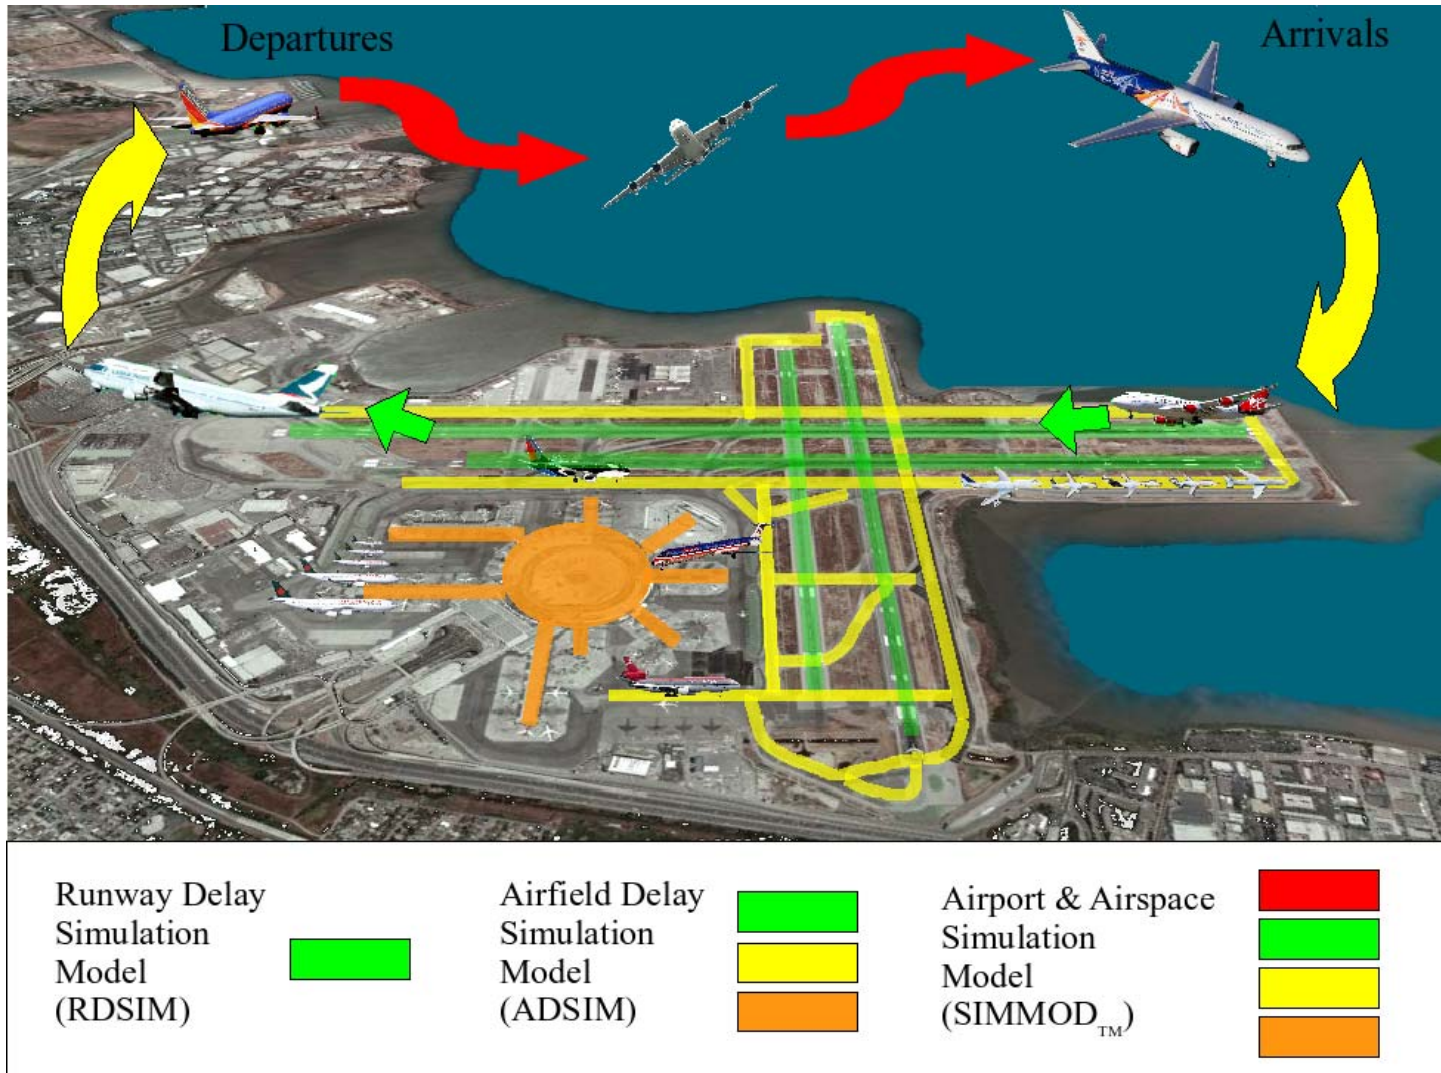 Departures
Arrivals
Runway Delay
Simulation
Model
(RDSIM)
Airfield Delay
Simulation
Model
(ADSIM)
Airport & Airspace
Simulation
Model
(SIMMOD™)